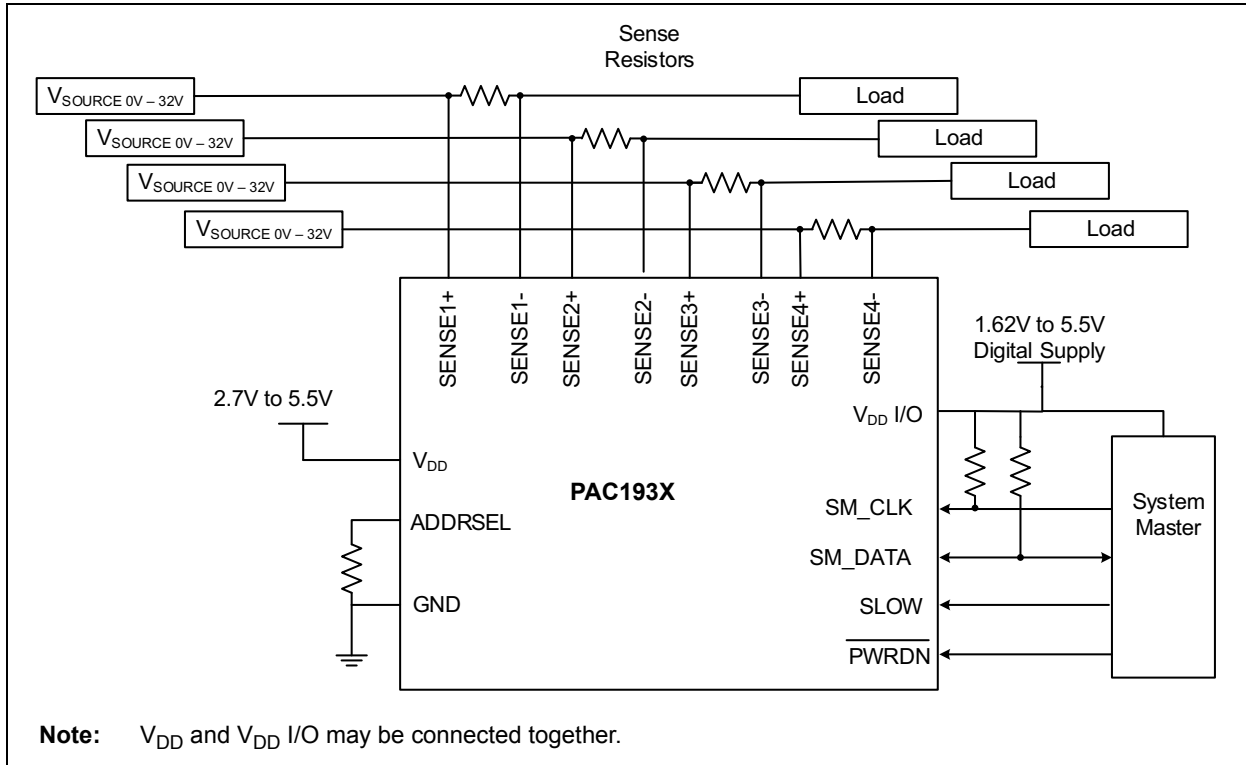 Sense
Resistors
VSOURCE 0V – 32V
Load
VSOURCE 0V – 32V
Load
VSOURCE 0V – 32V
Load
VSOURCE 0V – 32V
Load
SENSE1+
SENSE1-
SENSE2+
SENSE2-
SENSE3+
SENSE3-
SENSE4+
SENSE4-
1.62V to 5.5V
Digital Supply
2.7V to 5.5V
VDD I/O
VDD
PAC193X
ADDRSEL
SM_CLK
System
Master
SM_DATA
GND
SLOW
PWRDN
Note: VDD and VDD I/O may be connected together.